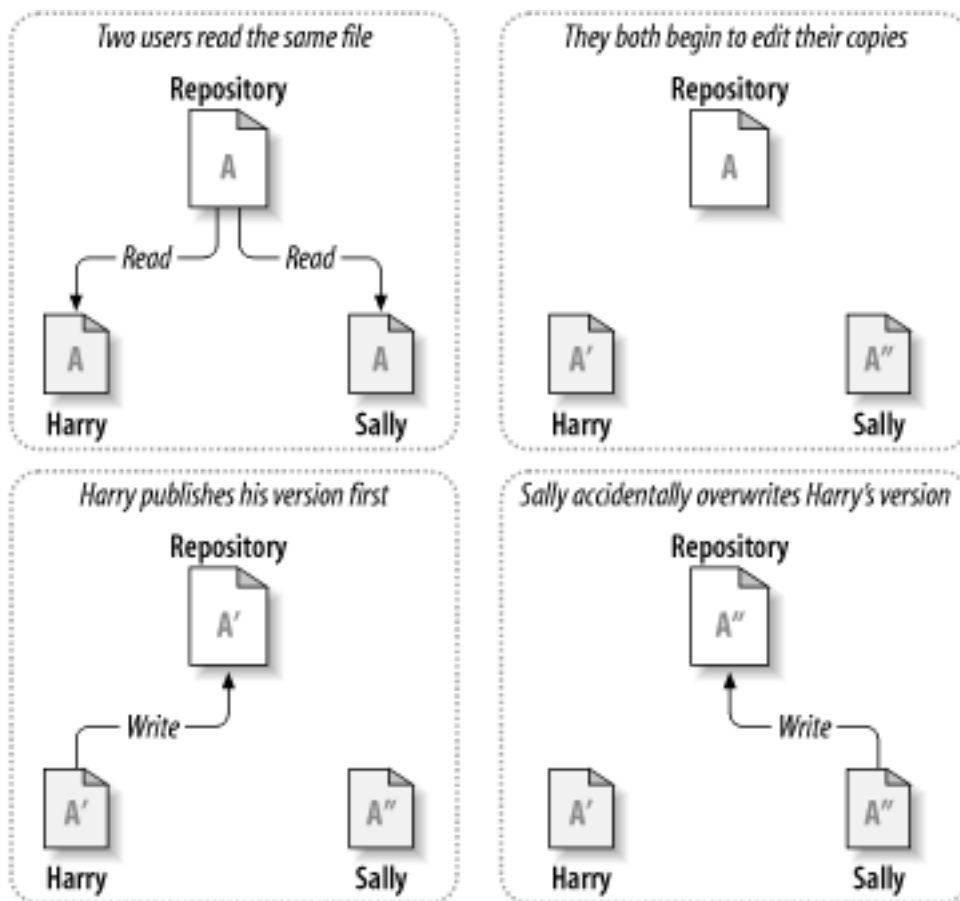 Two users read the same file
Repository
A
Read Read
A A
Harry Sally
They both begin to edit their copies
Repository
A
A' A"
Harry Sally
Harry publishes his version first
Repository
A'
Write
A' A"
Harry Sally
Sally accidentally overwrites Harry's version
Repository
A"
Write
A' A"
Harry Sally